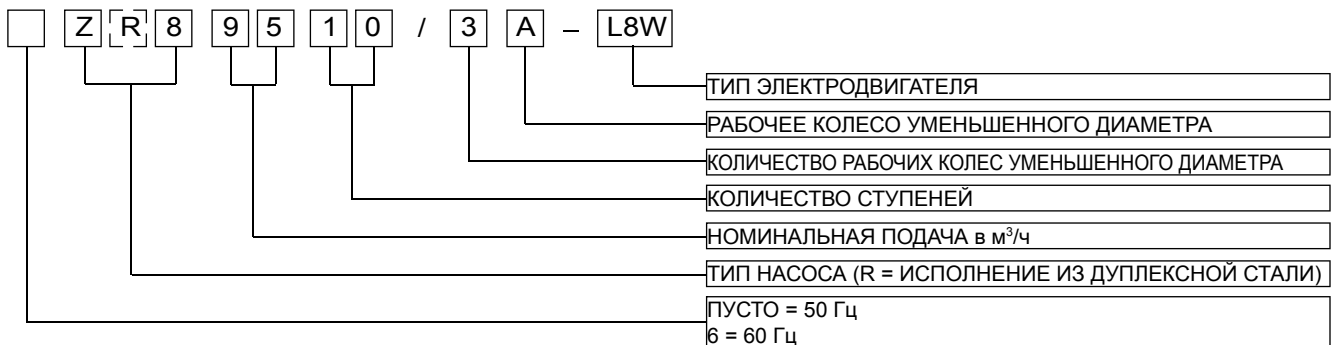 Z R 8 9 5 1 0 / 3 A – L8W
ТИП ЭЛЕКТРОДВИГАТЕЛЯ
РАБОЧЕЕ КОЛЕСО УМЕНЬШЕННОГО ДИАМЕТРА
КОЛИЧЕСТВО РАБОЧИХ КОЛЕС УМЕНЬШЕННОГО ДИАМЕТРА
КОЛИЧЕСТВО СТУПЕНЕЙ
НОМИНАЛЬНАЯ ПОДАЧА в м³/ч
ТИП НАСОСА (R = ИСПОЛНЕНИЕ ИЗ ДУПЛЕКСНОЙ СТАЛИ)
ПУСТО = 50 Гц
6 = 60 Гц